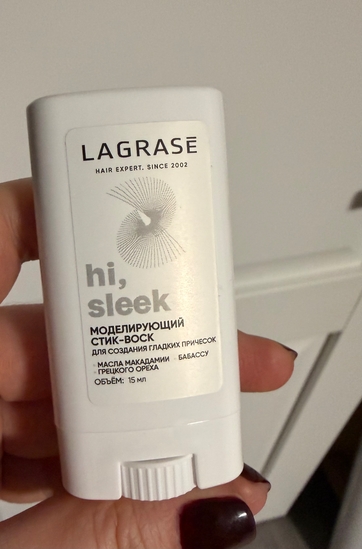 LAGRASĒ
HAIR EXPERT, SINCE 2002
hi,
sleek
МОДЕЛИРУЮЩИЙ
СТИК-ВОСК
ДЛЯ СОЗДАНИЯ ГЛАДКИХ ПРИЧЕСОК
· МАСЛА МАКАДАМИИ · БАБАССУ
· ГРЕЦКОГО ОРЕХА
ОБЪЁМ: 15 мл